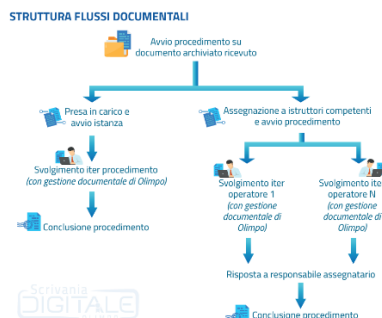 STRUTTURA FLUSSI DOCUMENTALI
Avvio procedimento su
documento archiviato ricevuto
Presa in carico e
avvio istanza
Assegnazione a istruttori competenti
e avvio procedimento
Svolgimento iter procedimento
(con gestione documentale di Olimpo)
Svolgimento iter
operatore 1
(con gestione
documentale di
Olimpo)
Svolgimento ite
operatore N
(con gestione
documentale di
Olimpo)
Conclusione procedimento
Risposta a responsabile assegnatario
Conclusione procedimento
Scrivania
DIGITALE